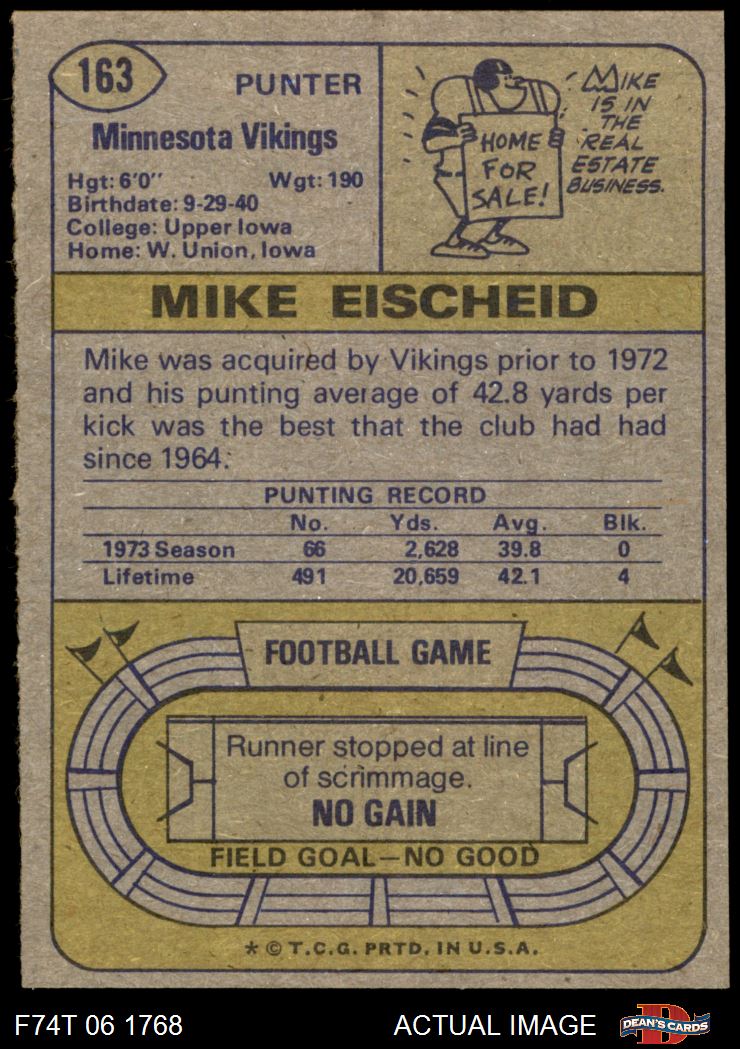 163
PUNTER
Minnesota Vikings
Hgt: 6'0" Wgt: 190
Birthdate: 9-29-40
College: Upper Iowa
Home: W. Union, Iowa
HOME
FOR
SALE!
MIKE
IS IN
THE
REAL
ESTATE
BUSINESS.
MIKE EISCHEID
Mike was acquired by Vikings prior to 1972
and his punting average of 42.8 yards per
kick was the best that the club had had
since 1964.
PUNTING RECORD
No. Yds. Avg. Blk.
1973 Season 66 2,628 39.8 0
Lifetime 491 20,659 42.1 4
FOOTBALL GAME
Runner stopped at line
of scrimmage.
NO GAIN
FIELD GOAL—NO GOOD
* © T.C.G. PRTD. IN U.S.A.
F74T 06 1768 ACTUAL IMAGE
D
DEAN'S CARDS